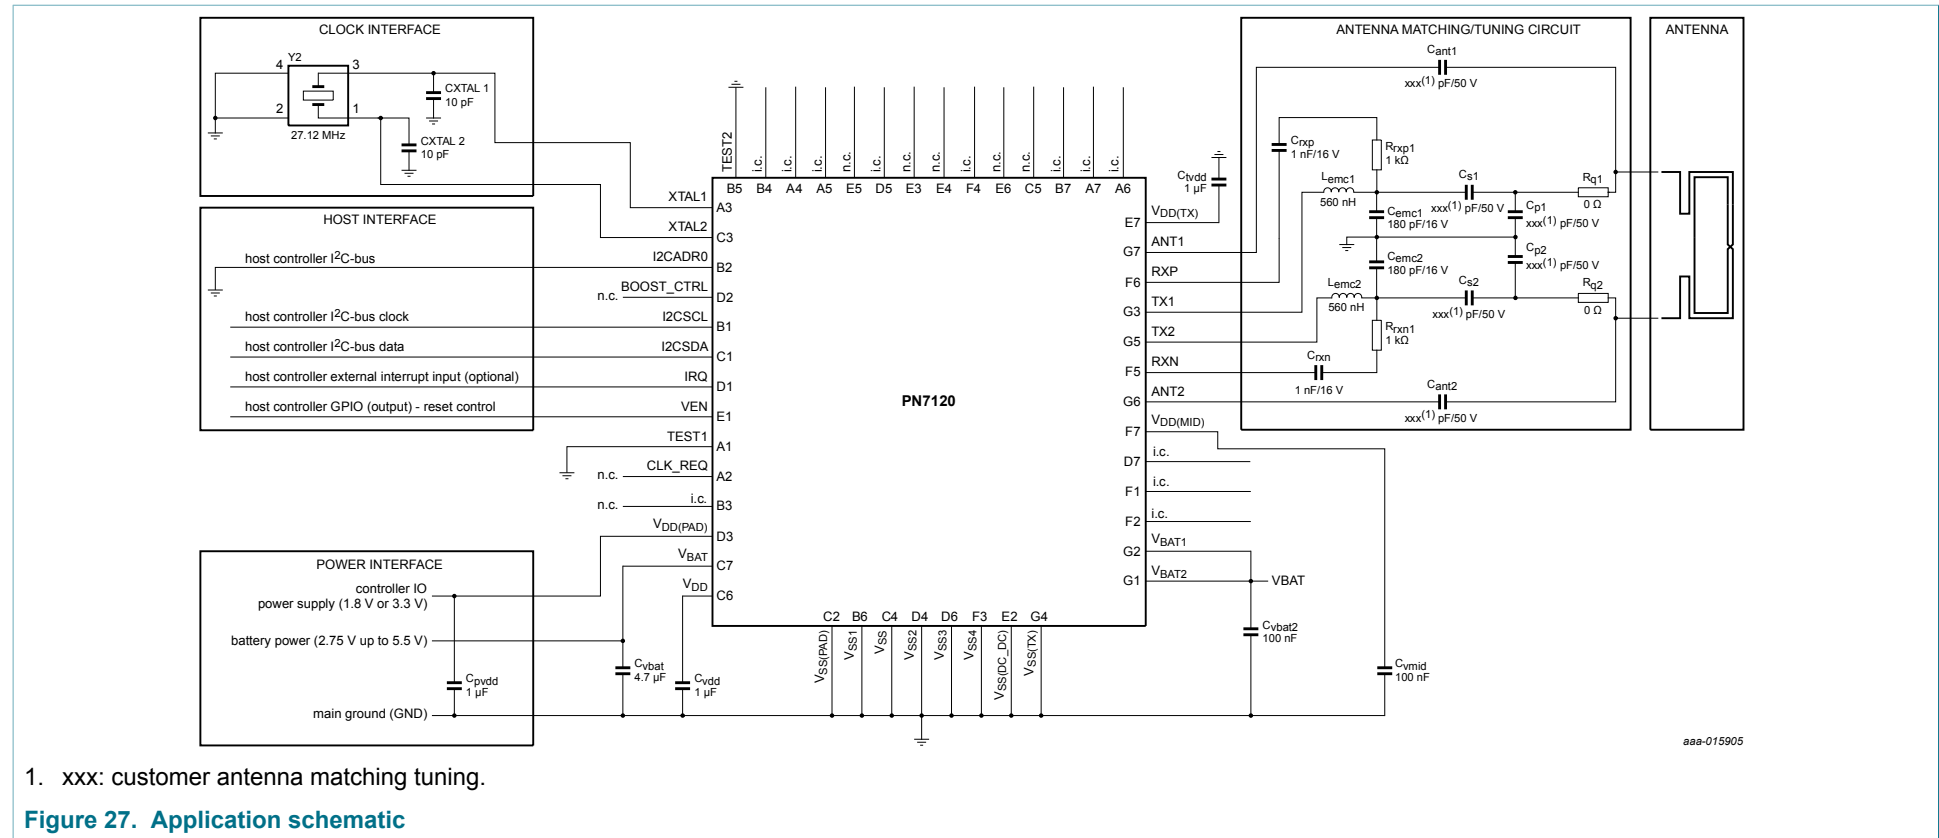 CLOCK INTERFACE
Y2
4
3
2
1
27.12 MHz
CXTAL 1
10 pF
CXTAL 2
10 pF
HOST INTERFACE
host controller I2C-bus
host controller I2C-bus clock
host controller I2C-bus data
host controller external interrupt input (optional)
host controller GPIO (output) - reset control
POWER INTERFACE
controller IO
power supply (1.8 V or 3.3 V)
battery power (2.75 V up to 5.5 V)
main ground (GND)
Cpvdd
1 µF
Cvbat
4.7 µF
Cvdd
1 µF
XTAL1
A3
XTAL2
C3
I2CADR0
B2
n.c.
BOOST_CTRL
D2
I2CSCL
B1
I2CSDA
C1
IRQ
D1
VEN
E1
TEST1
A1
n.c.
CLK_REQ
A2
n.c.
i.c.
B3
VDD(PAD)
D3
VBAT
C7
VDD
C6
TEST2
i.c.
i.c.
i.c.
n.c.
i.c.
n.c.
n.c.
i.c.
n.c.
n.c.
i.c.
i.c.
i.c.
B5 B4 A4 A5 E5 D5 E3 E4 F4 E6 C5 B7 A7 A6
PN7120
C2 B6 C4 D4 D6 F3 E2 G4
VSS(PAD)
VSS1
VSS
VSS2
VSS3
VSS4
VSS(DC_DC)
VSS(TX)
E7
VDD(TX)
G7
ANT1
F6
RXP
G3
TX1
G5
TX2
F5
RXN
G6
ANT2
F7
VDD(MID)
D7
i.c.
F1
i.c.
F2
i.c.
G2
VBAT1
G1
VBAT2
VBAT
Ctvdd
1 µF
Cvbat2
100 nF
Cvmid
100 nF
ANTENNA MATCHING/TUNING CIRCUIT
Cant1
xxx(1) pF/50 V
Crxp
1 nF/16 V
Rrxp1
1 kΩ
Lemc1
560 nH
Cs1
xxx(1) pF/50 V
Rq1
0 Ω
Cemc1
180 pF/16 V
Cp1
xxx(1) pF/50 V
Cemc2
180 pF/16 V
Cp2
xxx(1) pF/50 V
Lemc2
560 nH
Cs2
xxx(1) pF/50 V
Rq2
0 Ω
Rrxn1
1 kΩ
Crxn
1 nF/16 V
Cant2
xxx(1) pF/50 V
ANTENNA
aaa-015905
1. xxx: customer antenna matching tuning.
Figure 27. Application schematic